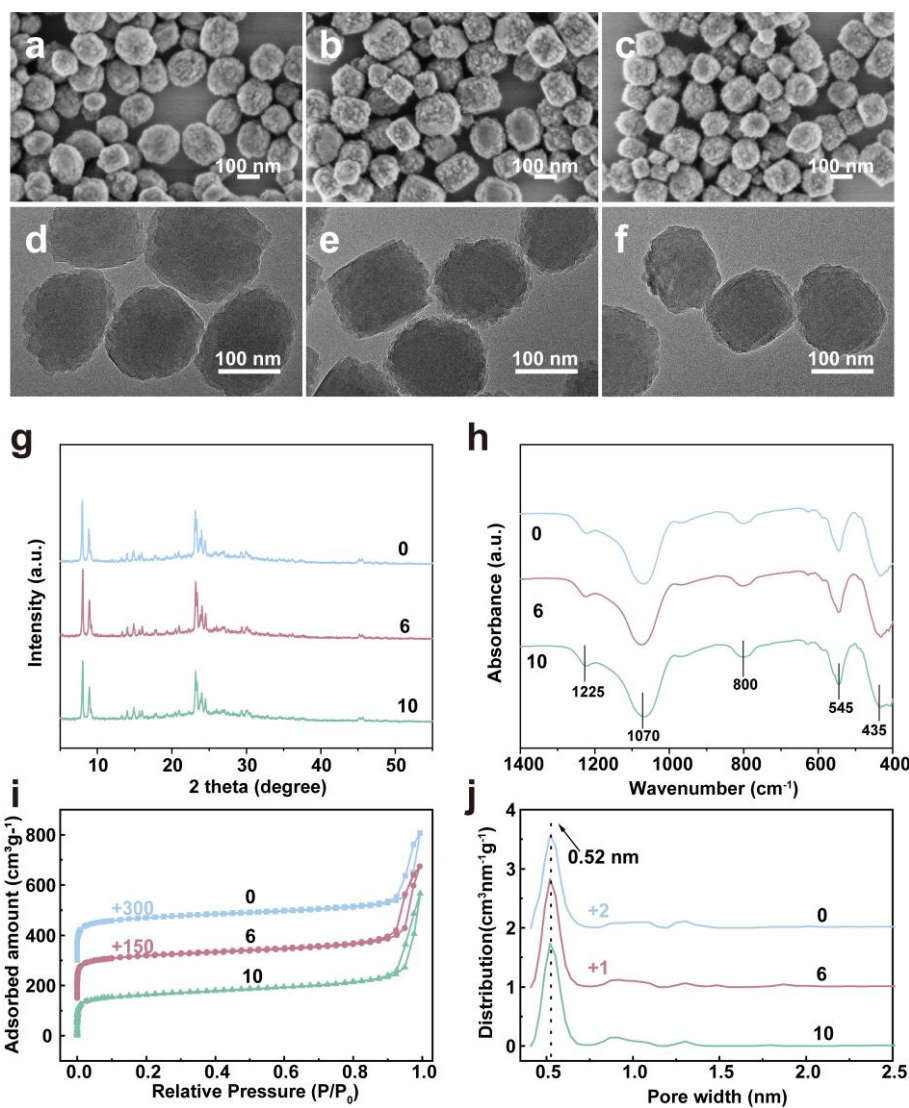 a
100 nm
b
100 nm
c
100 nm
d
100 nm
e
100 nm
f
100 nm
g
Intensity (a.u.)
0
6
10
10 20 30 40 50
2 theta (degree)
h
Absorbance (a.u.)
0
6
10
1225
1070
800
545
435
1400 1200 1000 800 600 400
Wavenumber (cm⁻¹)
i
Adsorbed amount (cm³g⁻¹)
800
600
400
200
0
+300
0
+150
6
10
0.0 0.2 0.4 0.6 0.8 1.0
Relative Pressure (P/P₀)
j
Distribution(cm³nm⁻¹g⁻¹)
4
3
2
1
0
0.52 nm
+2
0
+1
6
10
0.5 1.0 1.5 2.0 2.5
Pore width (nm)